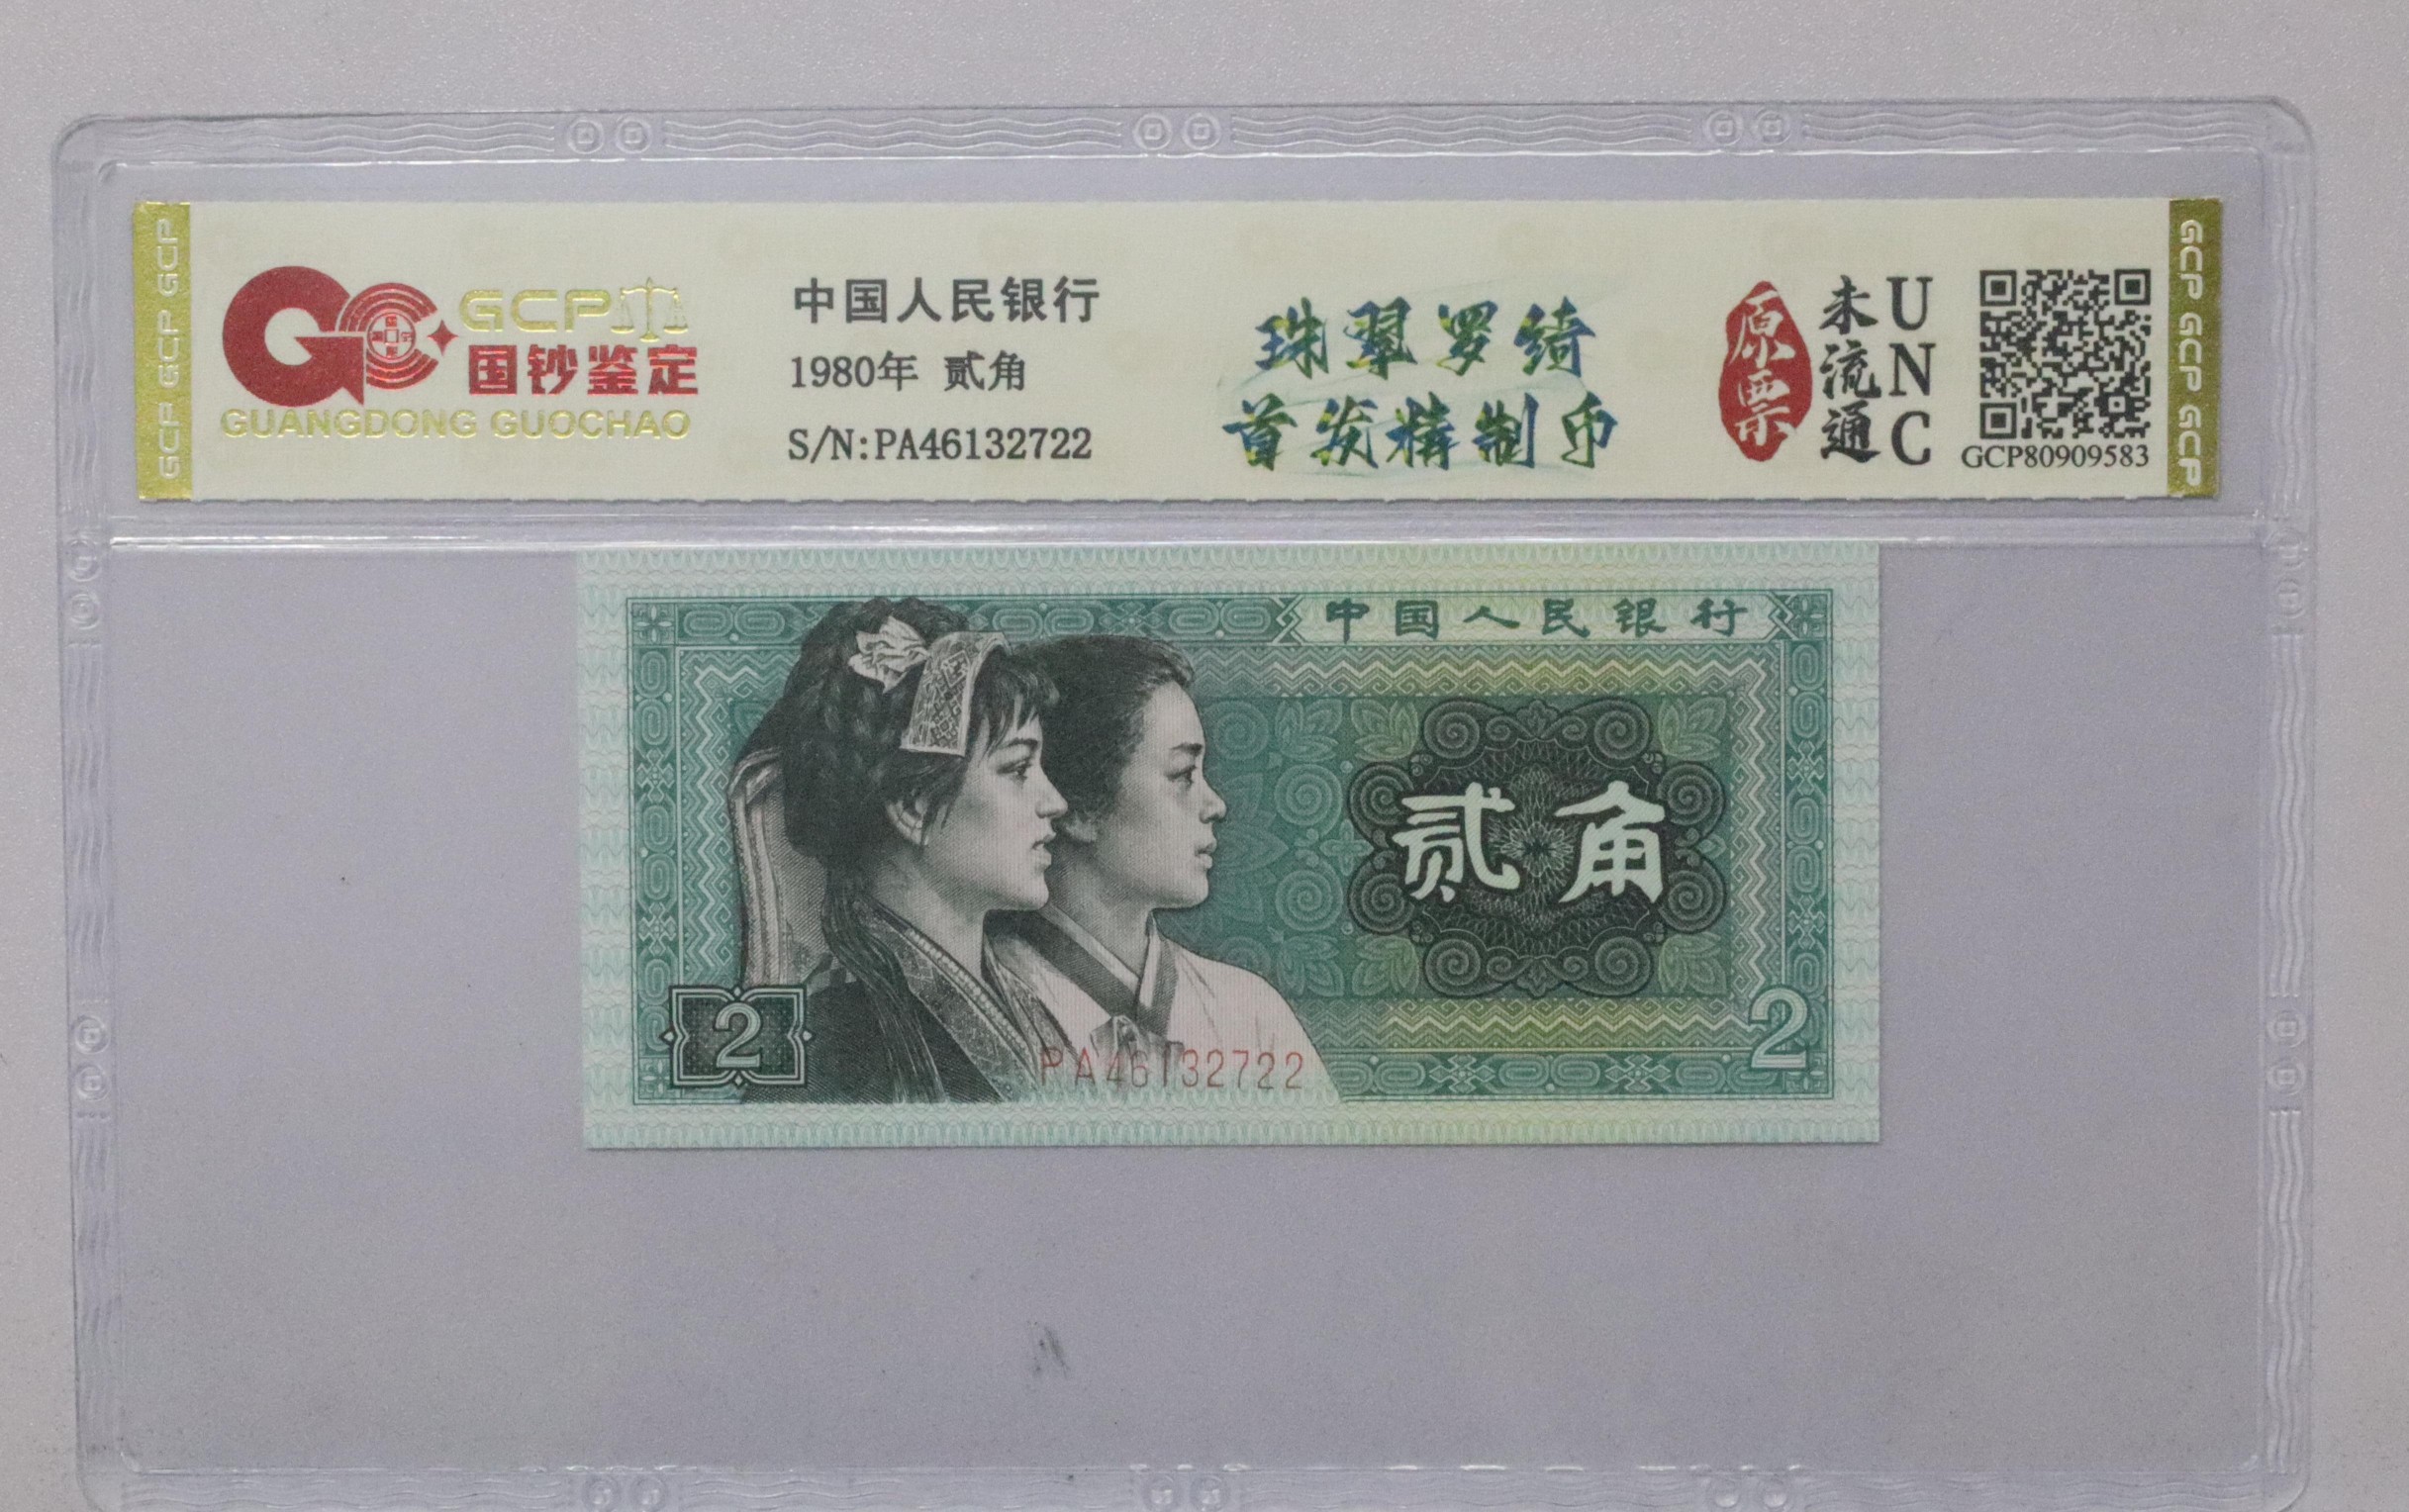 GCP GCP GCP
GCP
国钞鉴定
GUANGDONG GUOCHAO
中国人民银行
1980年 贰角
S/N:PA46132722
珠翠罗绮
首发精制币
原票
未流通
UNC
GCP80909583
GCP GCP GCP GCP
中国人民银行
贰角
2
2
PA46132722